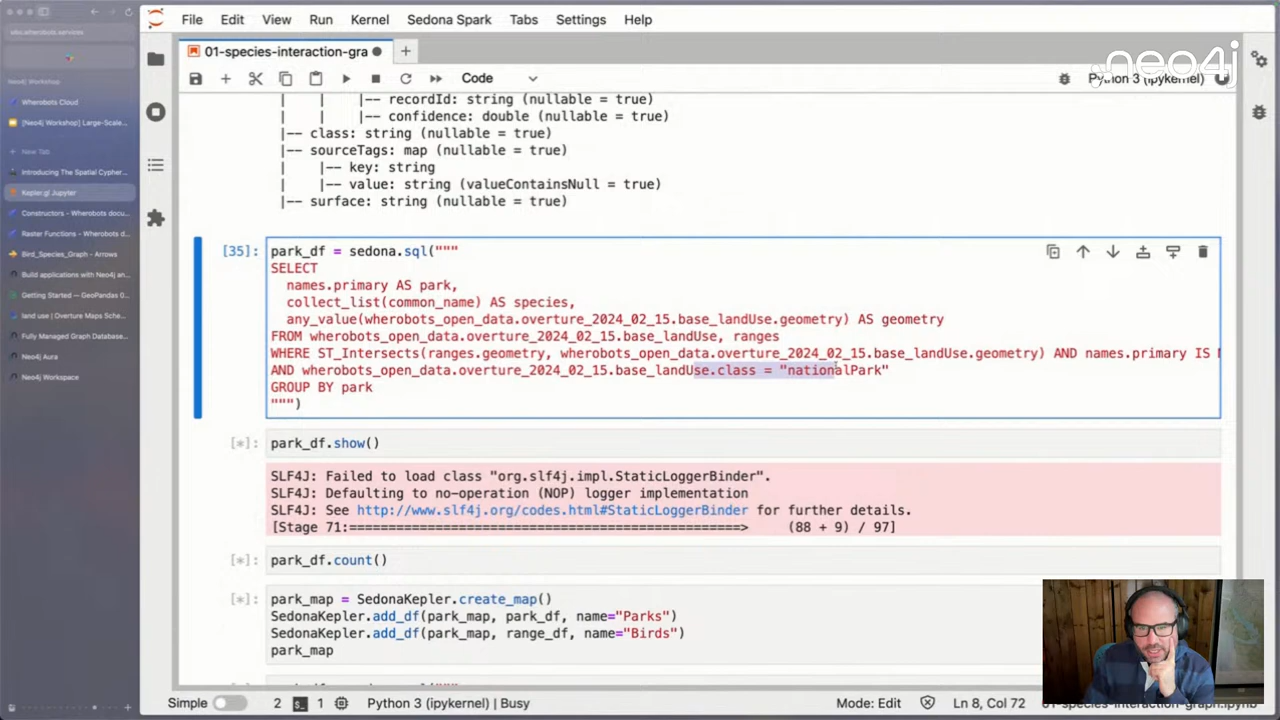 File Edit View Run Kernel Sedona Spark Tabs Settings Help
01-species-interaction-gra
neo4j
Code
Python 3 (ipykernel)
Neo4j Workshop
Wherobots Cloud
[Neo4j Workshop] Large-Scale...
New Tab
Introducing The Spatial Cypher...
Kepler.gl Jupyter
Constructors - Wherobots docu...
Raster Functions - Wherobots d...
Bird_Species_Graph - Arrows
Build applications with Neo4j an...
Getting Started — GeoPandas 0...
land use | Overture Maps Sche...
Fully Managed Graph Database...
Neo4j Aura
Neo4j Workspace
| | |-- recordId: string (nullable = true)
| | |-- confidence: double (nullable = true)
|-- class: string (nullable = true)
|-- sourceTags: map (nullable = true)
| |-- key: string
| |-- value: string (valueContainsNull = true)
|-- surface: string (nullable = true)
[35]: park_df = sedona.sql("""
SELECT
names.primary AS park,
collect_list(common_name) AS species,
any_value(wherobots_open_data.overture_2024_02_15.base_landUse.geometry) AS geometry
FROM wherobots_open_data.overture_2024_02_15.base_landUse, ranges
WHERE ST_Intersects(ranges.geometry, wherobots_open_data.overture_2024_02_15.base_landUse.geometry) AND names.primary IS
AND wherobots_open_data.overture_2024_02_15.base_landUse.class = "nationalPark"
GROUP BY park
""")
[*]: park_df.show()
SLF4J: Failed to load class "org.slf4j.impl.StaticLoggerBinder".
SLF4J: Defaulting to no-operation (NOP) logger implementation
SLF4J: See http://www.slf4j.org/codes.html#StaticLoggerBinder for further details.
[Stage 71:==================================================> (88 + 9) / 97]
[*]: park_df.count()
[*]: park_map = SedonaKepler.create_map()
SedonaKepler.add_df(park_map, park_df, name="Parks")
SedonaKepler.add_df(park_map, range_df, name="Birds")
park_map
Simple 2 1 Python 3 (ipykernel) | Busy Mode: Edit Ln 8, Col 72